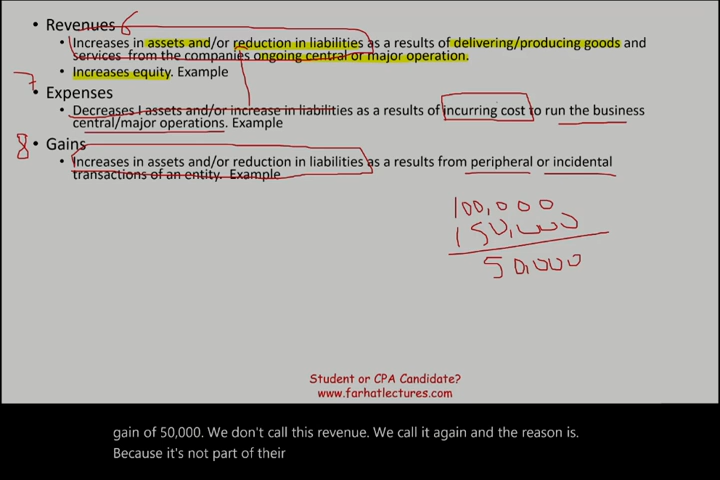 • Revenues 6
• Increases in assets and/or reduction in liabilities as a results of delivering/producing goods and
services from the companies ongoing central or major operation.
• Increases equity. Example
7
• Expenses
• Decreases I assets and/or increase in liabilities as a results of incurring cost to run the business
central/major operations. Example
8 • Gains
• Increases in assets and/or reduction in liabilities as a results from peripheral or incidental
transactions of an entity. Example
100,000
150,000
50,000
Student or CPA Candidate?
www.farhatlectures.com
gain of 50,000. We don't call this revenue. We call it again and the reason is.
Because it's not part of their